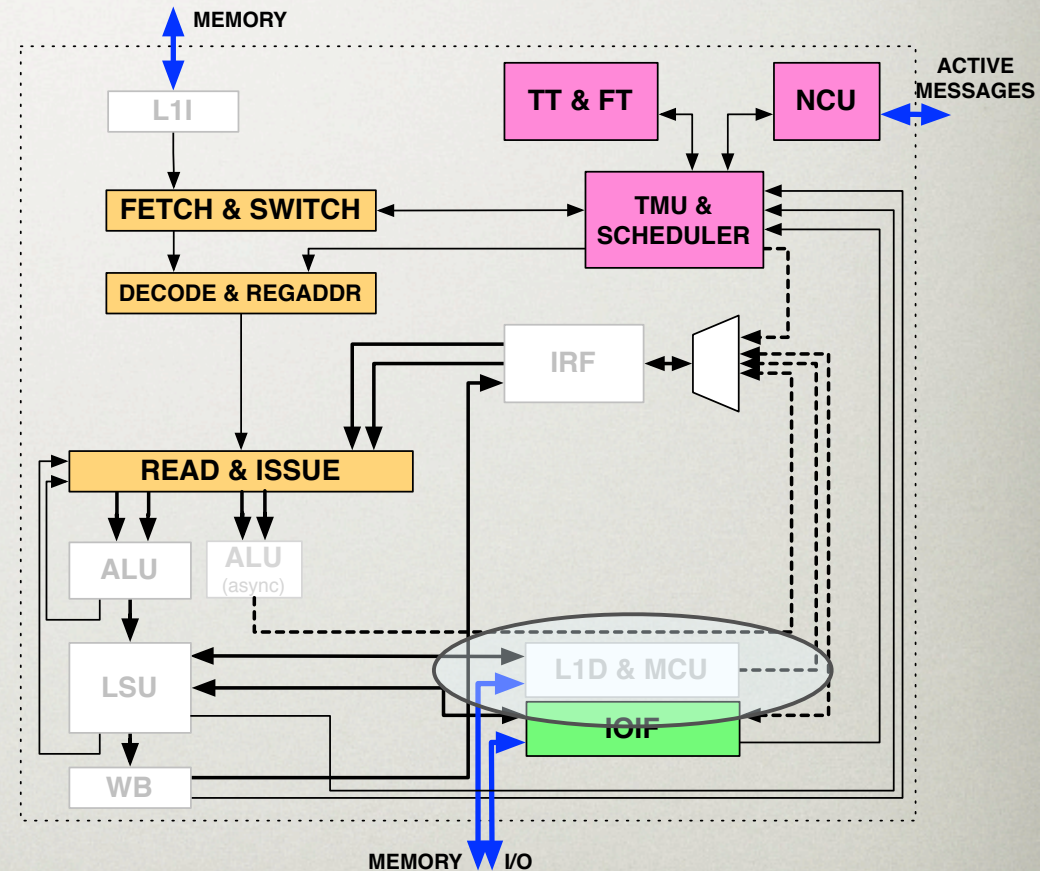 MEMORY
ACTIVE
MESSAGES
L1I
TT & FT
NCU
FETCH & SWITCH
TMU &
SCHEDULER
DECODE & REGADDR
IRF
READ & ISSUE
ALU
ALU
(async)
LSU
L1D & MCU
IOIF
WB
MEMORY
I/O